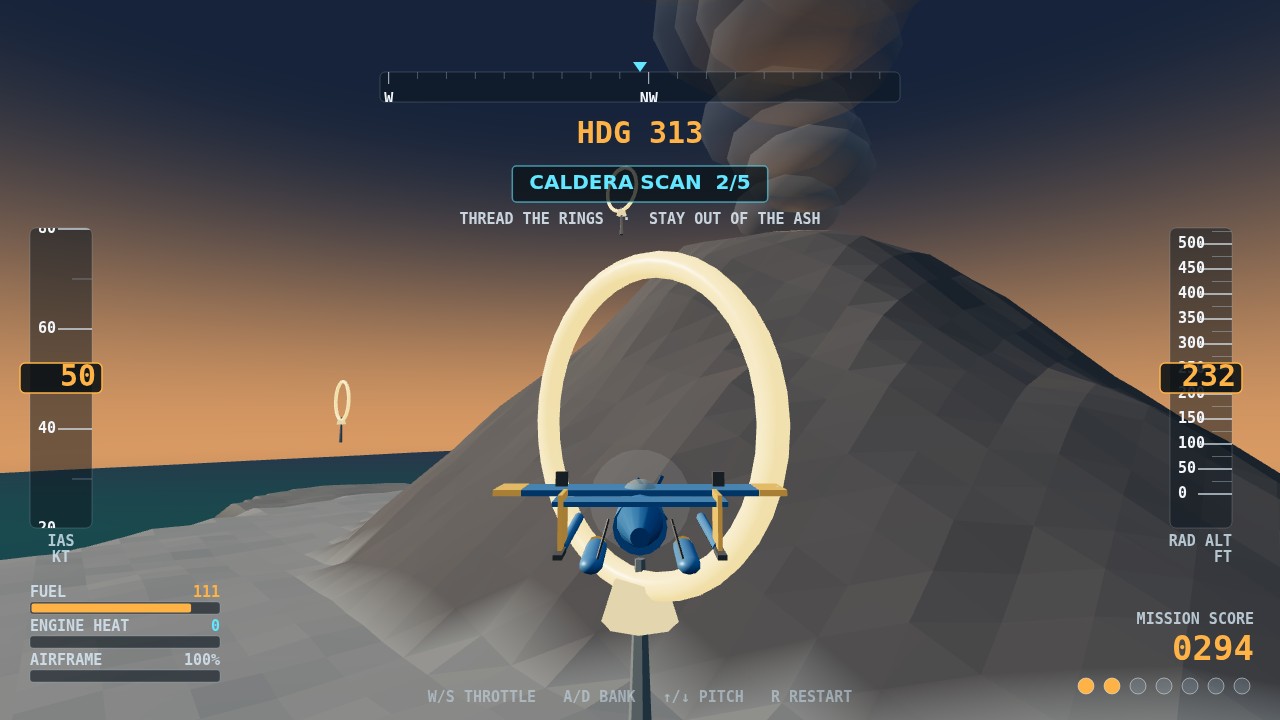 W NW
HDG 313
CALDERA SCAN 2/5
THREAD THE RINGS · STAY OUT OF THE ASH
80
60
50
40
20
IAS
KT
500
450
400
350
300
232
200
150
100
50
0
RAD ALT
FT
FUEL 111
ENGINE HEAT 0
AIRFRAME 100%
MISSION SCORE
0294
W/S THROTTLE A/D BANK ↑/↓ PITCH R RESTART